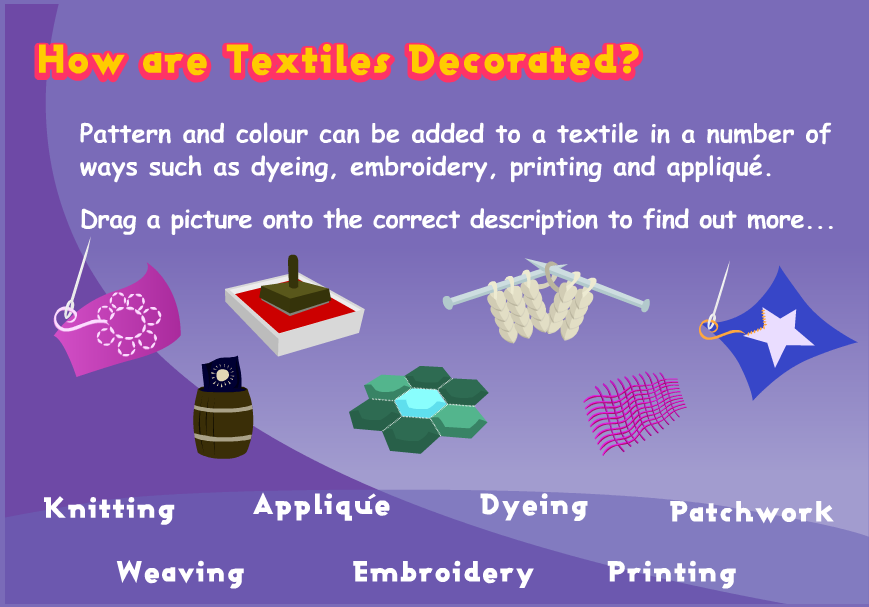 How are Textiles Decorated?
Pattern and colour can be added to a textile in a number of
ways such as dyeing, embroidery, printing and appliqué.
Drag a picture onto the correct description to find out more...
Knitting Appliqué Dyeing Patchwork
Weaving Embroidery Printing